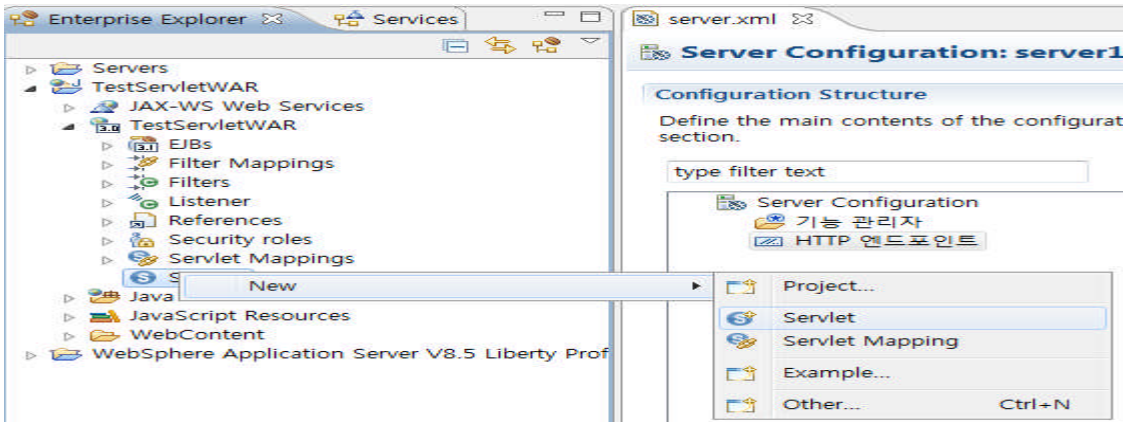 Enterprise Explorer
Services
Servers
TestServletWAR
JAX-WS Web Services
TestServletWAR
EJBs
Filter Mappings
Filters
Listener
References
Security roles
Servlet Mappings
S
Java
JavaScript Resources
WebContent
WebSphere Application Server V8.5 Liberty Prof
server.xml
Server Configuration: server1
Configuration Structure
Define the main contents of the configurat
section.
type filter text
Server Configuration
기능 관리자
HTTP 엔드포인트
New
Project...
Servlet
Servlet Mapping
Example...
Other... Ctrl+N